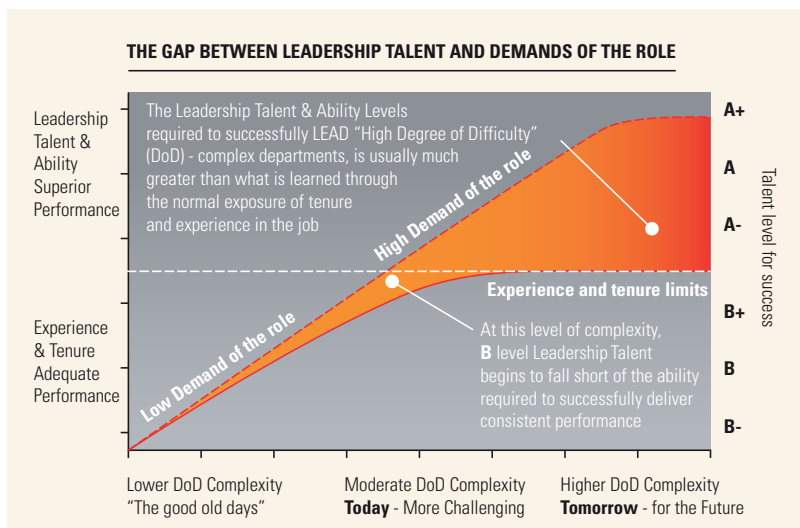 THE GAP BETWEEN LEADERSHIP TALENT AND DEMANDS OF THE ROLE
Leadership
Talent &
Ability
Superior
Performance
Experience
& Tenure
Adequate
Performance
The Leadership Talent & Ability Levels
required to successfully LEAD “High Degree of Difficulty”
(DoD) - complex departments, is usually much
greater than what is learned through
the normal exposure of tenure
and experience in the job
High Demand of the role
Low Demand of the role
Experience and tenure limits
At this level of complexity,
B level Leadership Talent
begins to fall short of the ability
required to successfully deliver
consistent performance
A+
A
A-
B+
B
B-
Talent level for success
Lower DoD Complexity
“The good old days”
Moderate DoD Complexity
Today - More Challenging
Higher DoD Complexity
Tomorrow - for the Future